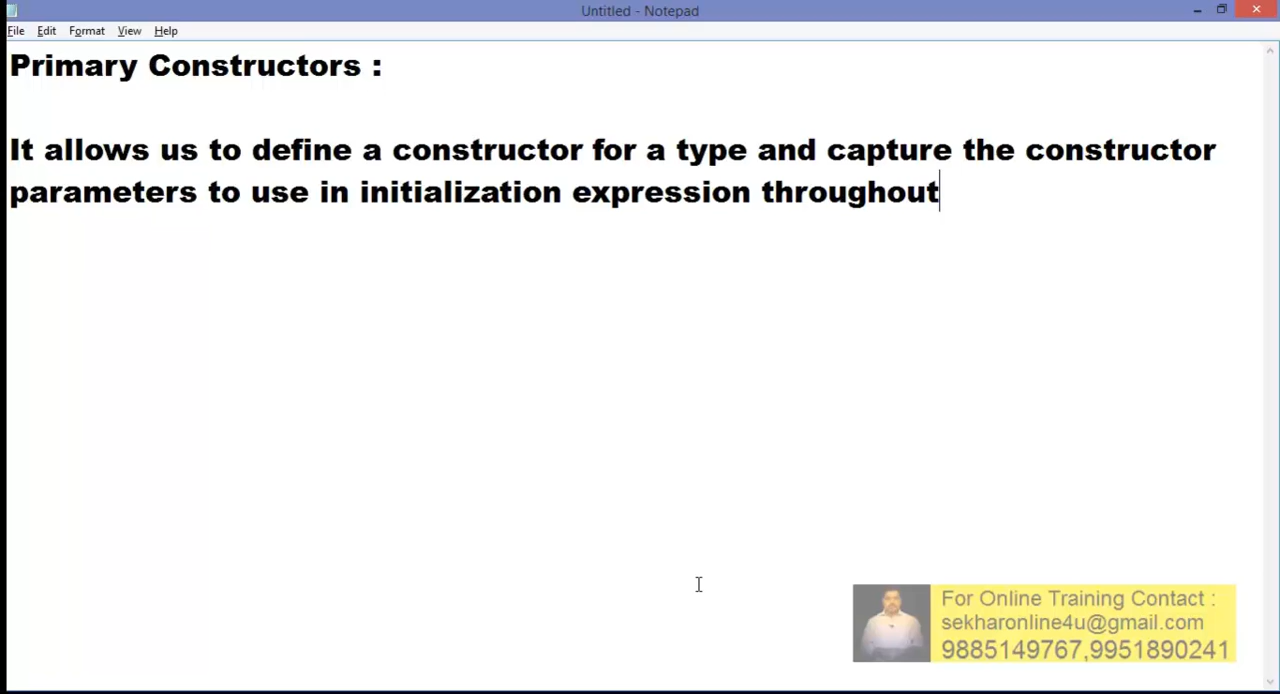 Untitled - Notepad
File Edit Format View Help
Primary Constructors :
It allows us to define a constructor for a type and capture the constructor
parameters to use in initialization expression throughout
For Online Training Contact :
sekharonline4u@gmail.com
9885149767,9951890241